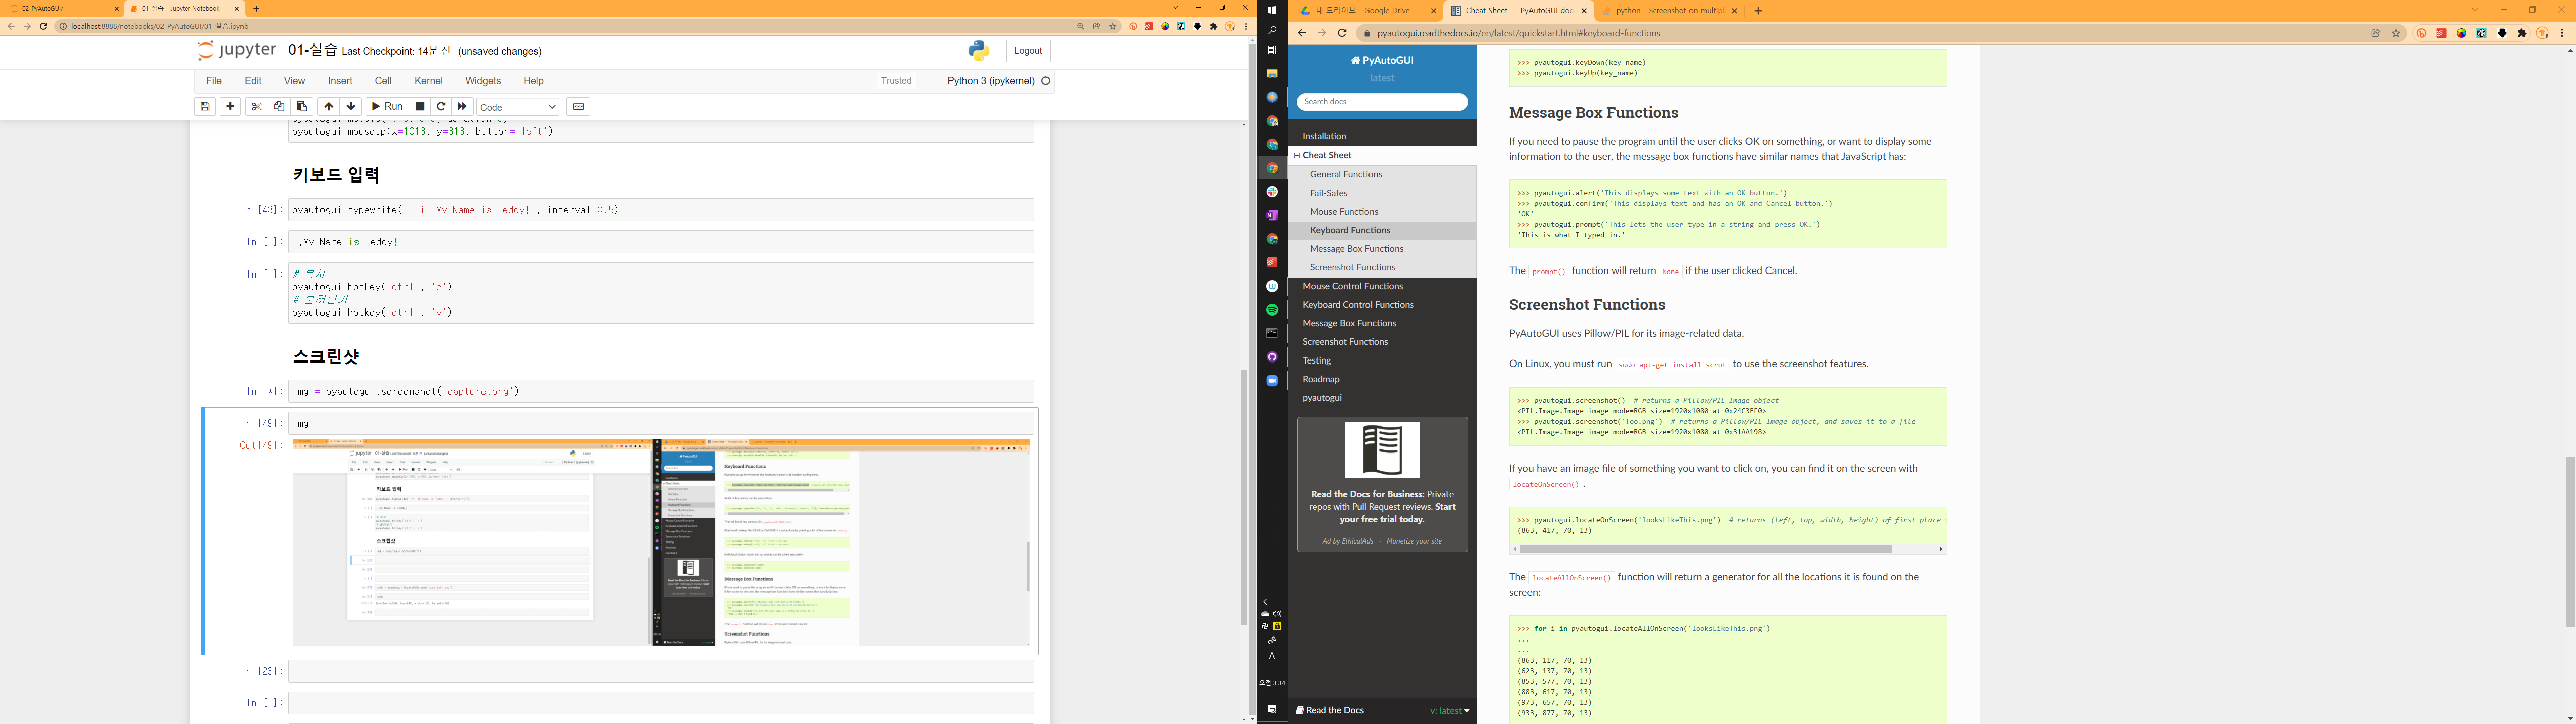 02-PyAutoGUI/
01-실습 - Jupyter Notebook
localhost:8888/notebooks/02-PyAutoGUI/01-실습.ipynb
jupyter 01-실습 Last Checkpoint: 14분 전 (unsaved changes)
Logout
File Edit View Insert Cell Kernel Widgets Help
Trusted
Python 3 (ipykernel)
Run
Code
pyautogui.mouseUp(x=1018, y=318, button='left')
키보드 입력
In [43]: pyautogui.typewrite(' Hi, My Name is Teddy!', interval=0.5)
In [ ]: i,My Name is Teddy!
In [ ]: # 복사
pyautogui.hotkey('ctrl', 'c')
# 붙혀넣기
pyautogui.hotkey('ctrl', 'v')
스크린샷
In [*]: img = pyautogui.screenshot('capture.png')
In [49]: img
Out[49]:
키보드 입력
스크린샷
Keyboard Functions
Message Box Functions
Screenshot Functions
In [23]:
In [ ]:
A
오전 3:34
내 드라이브 - Google Drive
Cheat Sheet — PyAutoGUI docu
python - Screenshot on multipl
pyautogui.readthedocs.io/en/latest/quickstart.html#keyboard-functions
PyAutoGUI
latest
Search docs
Installation
Cheat Sheet
General Functions
Fail-Safes
Mouse Functions
Keyboard Functions
Message Box Functions
Screenshot Functions
Mouse Control Functions
Keyboard Control Functions
Message Box Functions
Screenshot Functions
Testing
Roadmap
pyautogui
Read the Docs for Business: Private
repos with Pull Request reviews. Start
your free trial today.
Ad by EthicalAds · Monetize your site
Read the Docs
v: latest
>>> pyautogui.keyDown(key_name)
>>> pyautogui.keyUp(key_name)
Message Box Functions
If you need to pause the program until the user clicks OK on something, or want to display some
information to the user, the message box functions have similar names that JavaScript has:
>>> pyautogui.alert('This displays some text with an OK button.')
>>> pyautogui.confirm('This displays text and has an OK and Cancel button.')
'OK'
>>> pyautogui.prompt('This lets the user type in a string and press OK.')
'This is what I typed in.'
The prompt() function will return None if the user clicked Cancel.
Screenshot Functions
PyAutoGUI uses Pillow/PIL for its image-related data.
On Linux, you must run sudo apt-get install scrot to use the screenshot features.
>>> pyautogui.screenshot()  # returns a Pillow/PIL Image object
<PIL.Image.Image image mode=RGB size=1920x1080 at 0x24C3EF0>
>>> pyautogui.screenshot('foo.png')  # returns a Pillow/PIL Image object, and saves it to a file
<PIL.Image.Image image mode=RGB size=1920x1080 at 0x31AA198>
If you have an image file of something you want to click on, you can find it on the screen with
locateOnScreen() .
>>> pyautogui.locateOnScreen('looksLikeThis.png')  # returns (left, top, width, height) of first place
(863, 417, 70, 13)
The locateAllOnScreen() function will return a generator for all the locations it is found on the
screen:
>>> for i in pyautogui.locateAllOnScreen('looksLikeThis.png')
...
...
(863, 117, 70, 13)
(623, 137, 70, 13)
(853, 577, 70, 13)
(883, 617, 70, 13)
(973, 657, 70, 13)
(933, 877, 70, 13)